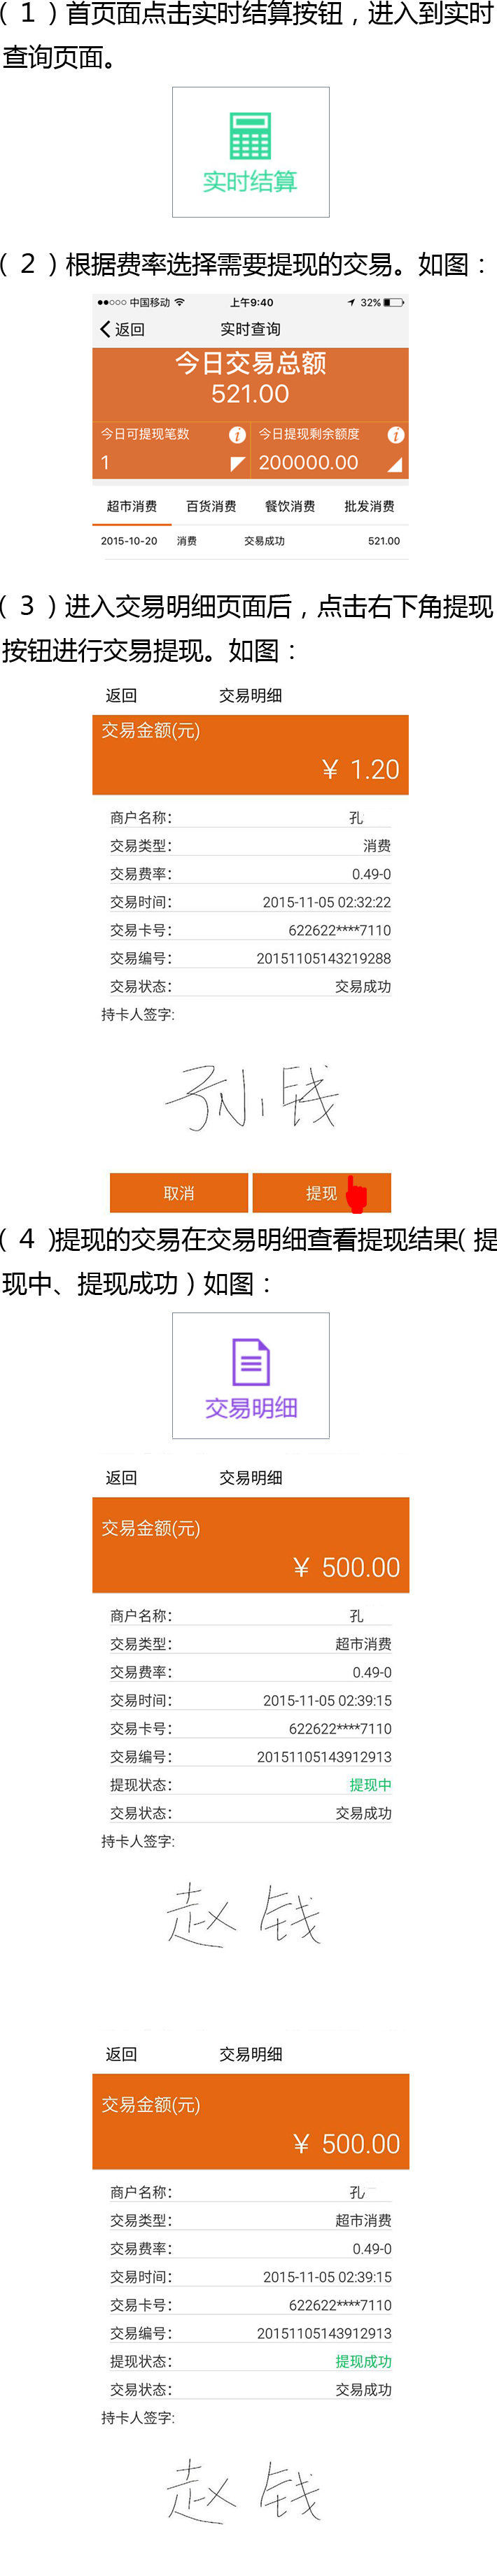 （1）首页面点击实时结算按钮，进入到实时
查询页面。
实时结算
（2）根据费率选择需要提现的交易。如图：
中国移动 上午9:40 32%
返回 实时查询
今日交易总额
521.00
今日可提现笔数 i 今日提现剩余额度 i
1 200000.00
超市消费 百货消费 餐饮消费 批发消费
2015-10-20 消费 交易成功 521.00
（3）进入交易明细页面后，点击右下角提现
按钮进行交易提现。如图：
返回 交易明细
交易金额(元)
¥ 1.20
商户名称： 孔
交易类型： 消费
交易费率： 0.49-0
交易时间： 2015-11-05 02:32:22
交易卡号： 622622****7110
交易编号： 20151105143219288
交易状态： 交易成功
持卡人签字:
孙小钱
取消 提现
（4）提现的交易在交易明细查看提现结果（提
现中、提现成功）如图：
交易明细
返回 交易明细
交易金额(元)
¥ 500.00
商户名称： 孔
交易类型： 超市消费
交易费率： 0.49-0
交易时间： 2015-11-05 02:39:15
交易卡号： 622622****7110
交易编号： 20151105143912913
提现状态： 提现中
交易状态： 交易成功
持卡人签字:
赵钱
返回 交易明细
交易金额(元)
¥ 500.00
商户名称： 孔
交易类型： 超市消费
交易费率： 0.49-0
交易时间： 2015-11-05 02:39:15
交易卡号： 622622****7110
交易编号： 20151105143912913
提现状态： 提现成功
交易状态： 交易成功
持卡人签字:
赵钱